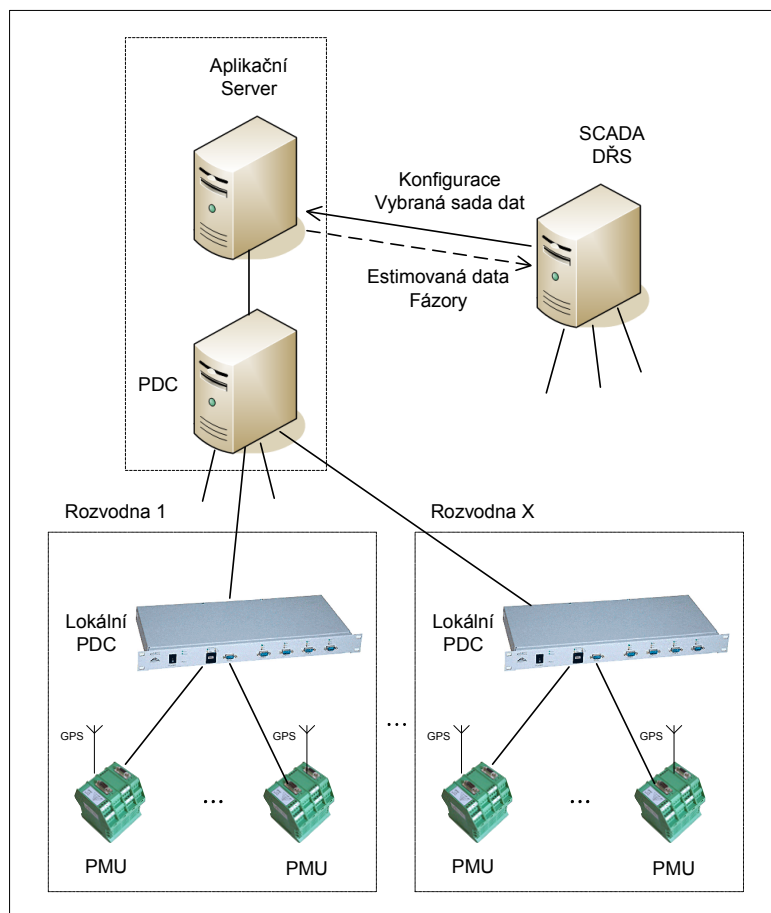 Aplikační
Server
SCADA
DŘS
Konfigurace
Vybraná sada dat
Estimovaná data
Fázory
PDC
Rozvodna 1
Rozvodna X
Lokální
PDC
Lokální
PDC
...
GPS
GPS
GPS
GPS
...
...
PMU
PMU
PMU
PMU